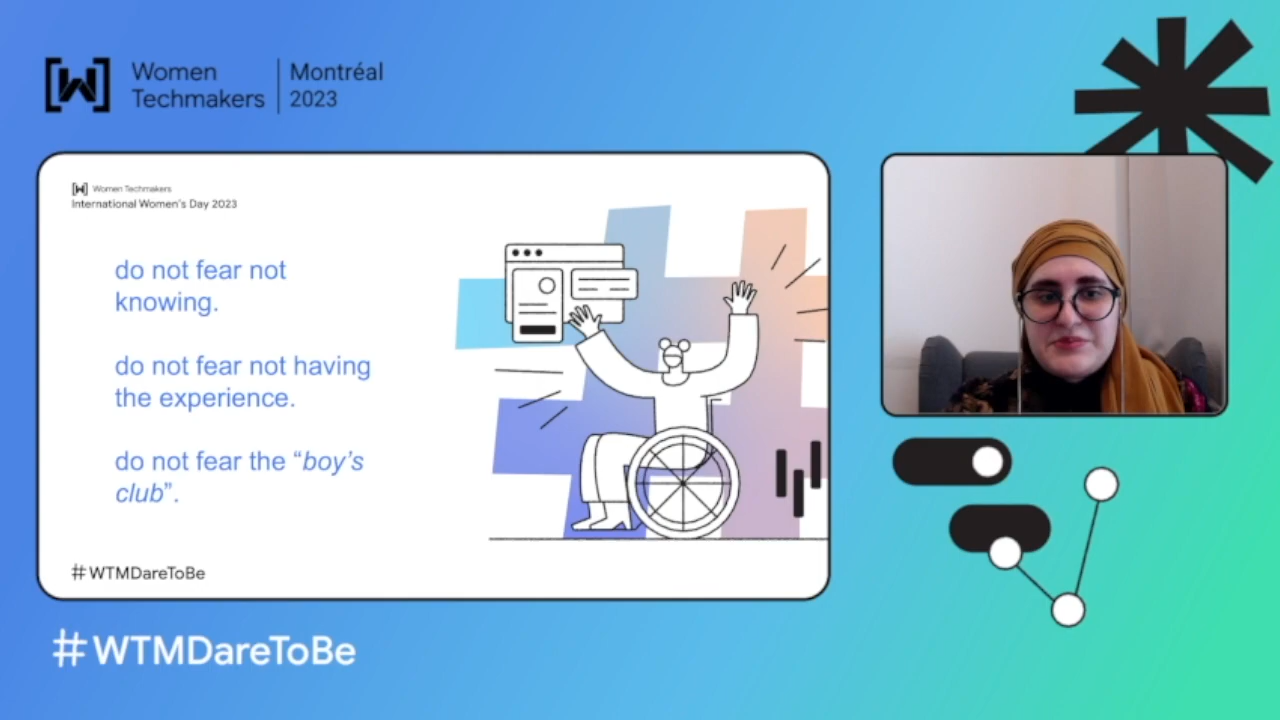 Women
Techmakers
Montréal
2023
Women Techmakers
International Women's Day 2023
do not fear not
knowing.
do not fear not having
the experience.
do not fear the “boy’s
club”.
#WTMDareToBe
#WTMDareToBe